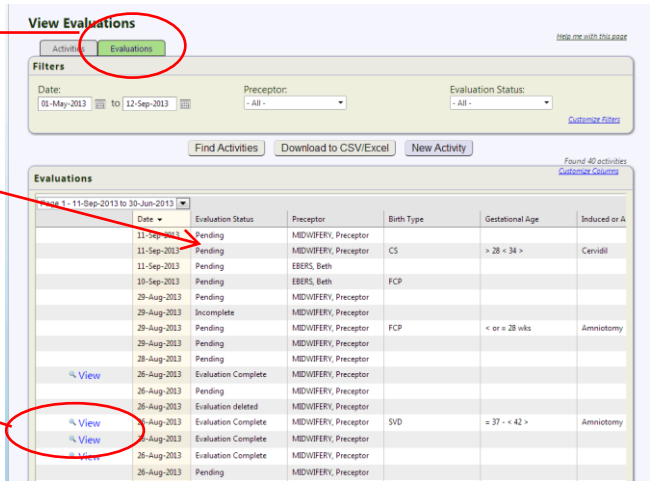 View Evaluations
Help me with this page
Activities Evaluations
Filters
Date: Preceptor: Evaluation Status:
01-May-2013 to 12-Sep-2013 - All - - All -
Customize Filters
Find Activities Download to CSV/Excel New Activity
Found 40 activities
Evaluations Customize Columns
Page 1 - 11-Sep-2013 to 30-Jun-2013
Date Evaluation Status Preceptor Birth Type Gestational Age Induced or A
11-Sep-2013 Pending MIDWIFERY, Preceptor
11-Sep-2013 Pending MIDWIFERY, Preceptor CS > 28 < 34 > Cervidil
11-Sep-2013 Pending EBERS, Beth
10-Sep-2013 Pending EBERS, Beth FCP
29-Aug-2013 Pending MIDWIFERY, Preceptor
29-Aug-2013 Incomplete MIDWIFERY, Preceptor
29-Aug-2013 Pending MIDWIFERY, Preceptor FCP < or = 28 wks Amniotomy
29-Aug-2013 Pending MIDWIFERY, Preceptor
28-Aug-2013 Pending MIDWIFERY, Preceptor
View 26-Aug-2013 Evaluation Complete MIDWIFERY, Preceptor
26-Aug-2013 Pending MIDWIFERY, Preceptor
26-Aug-2013 Evaluation deleted MIDWIFERY, Preceptor
View 26-Aug-2013 Evaluation Complete MIDWIFERY, Preceptor SVD = 37 - < 42 > Amniotomy
View 26-Aug-2013 Evaluation Complete MIDWIFERY, Preceptor
View 26-Aug-2013 Evaluation Complete MIDWIFERY, Preceptor
26-Aug-2013 Pending MIDWIFERY, Preceptor